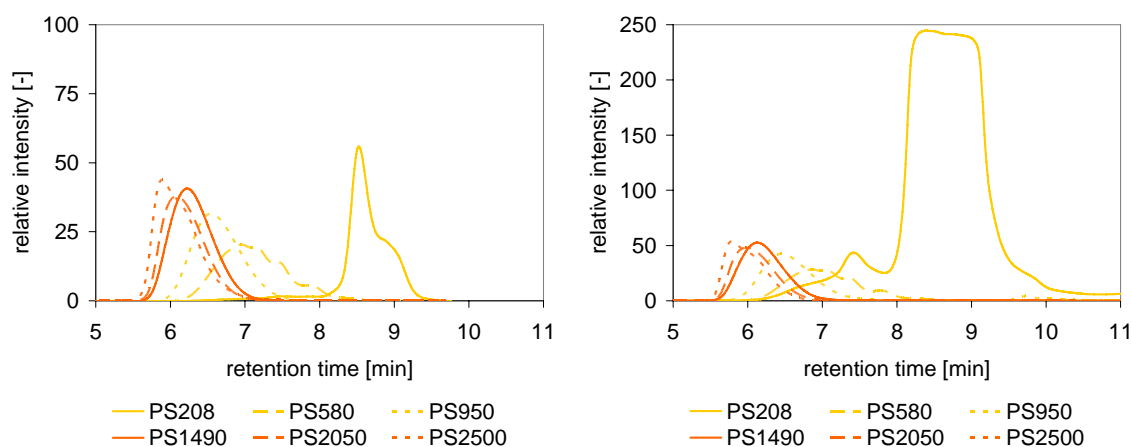 relative intensity [-]
100
75
50
25
0
5 6 7 8 9 10 11
retention time [min]
PS208 PS580 PS950
PS1490 PS2050 PS2500
relative intensity [-]
250
200
150
100
50
0
5 6 7 8 9 10 11
retention time [min]
PS208 PS580 PS950
PS1490 PS2050 PS2500